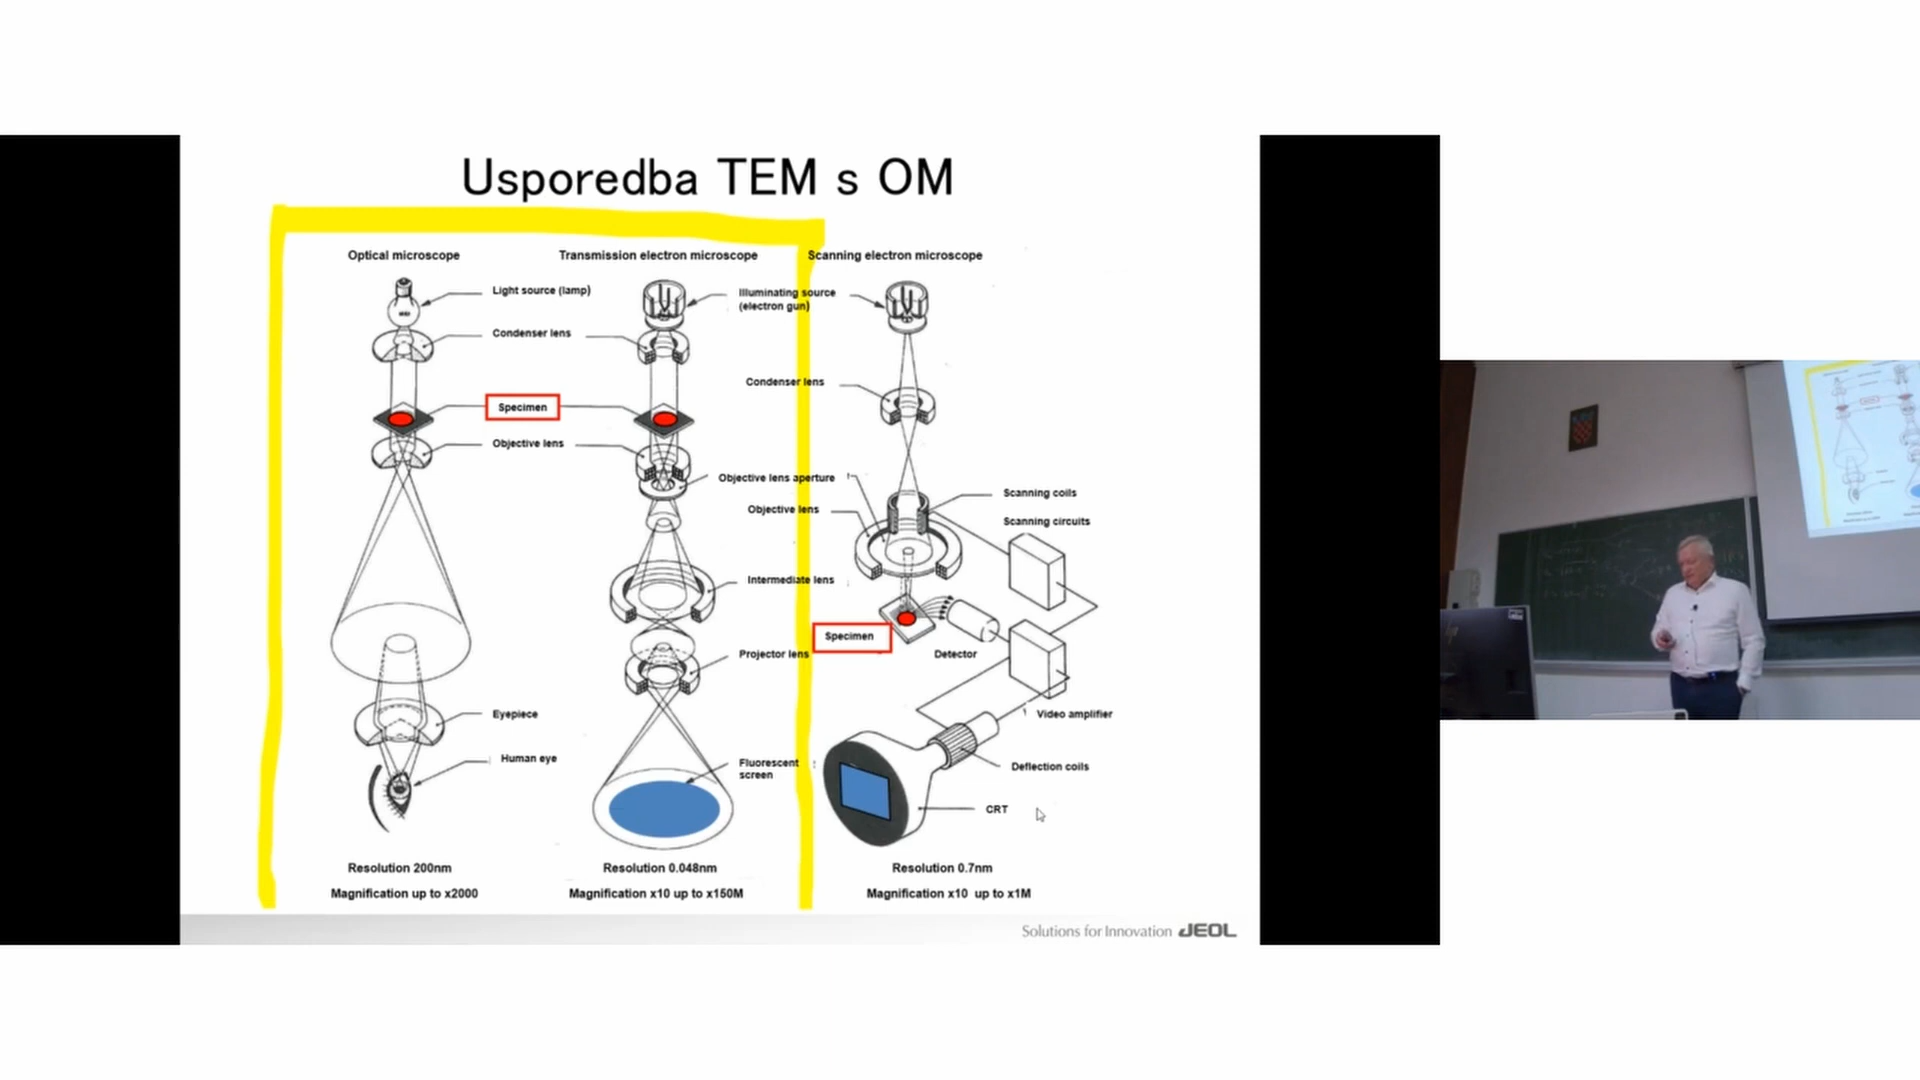 Usporedba TEM s OM
Optical microscope
Transmission electron microscope
Scanning electron microscope
Light source (lamp)
Illuminating source
(electron gun)
Condenser lens
Condenser lens
Specimen
Objective lens
Objective lens aperture
Objective lens
Scanning coils
Scanning circuits
Intermediate lens
Specimen
Projector lens
Detector
Eyepiece
Video amplifier
Human eye
Fluorescent
screen
Deflection coils
CRT
Resolution 200nm
Resolution 0.048nm
Resolution 0.7nm
Magnification up to x2000
Magnification x10 up to x150M
Magnification x10 up to x1M
Solutions for Innovation JEOL